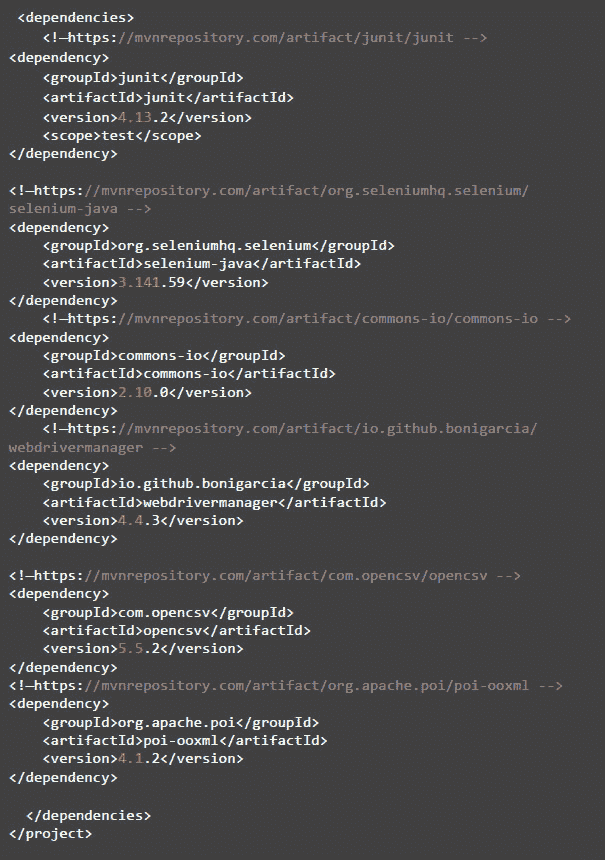 <dependencies>
<!—https://mvnrepository.com/artifact/junit/junit -->
<dependency>
<groupId>junit</groupId>
<artifactId>junit</artifactId>
<version>4.13.2</version>
<scope>test</scope>
</dependency>
<!—https://mvnrepository.com/artifact/org.seleniumhq.selenium/
selenium-java -->
<dependency>
<groupId>org.seleniumhq.selenium</groupId>
<artifactId>selenium-java</artifactId>
<version>3.141.59</version>
</dependency>
<!—https://mvnrepository.com/artifact/commons-io/commons-io -->
<dependency>
<groupId>commons-io</groupId>
<artifactId>commons-io</artifactId>
<version>2.10.0</version>
</dependency>
<!—https://mvnrepository.com/artifact/io.github.bonigarcia/
webdrivermanager -->
<dependency>
<groupId>io.github.bonigarcia</groupId>
<artifactId>webdrivermanager</artifactId>
<version>4.4.3</version>
</dependency>
<!—https://mvnrepository.com/artifact/com.opencsv/opencsv -->
<dependency>
<groupId>com.opencsv</groupId>
<artifactId>opencsv</artifactId>
<version>5.5.2</version>
</dependency>
<!—https://mvnrepository.com/artifact/org.apache.poi/poi-ooxml -->
<dependency>
<groupId>org.apache.poi</groupId>
<artifactId>poi-ooxml</artifactId>
<version>4.1.2</version>
</dependency>
</dependencies>
</project>